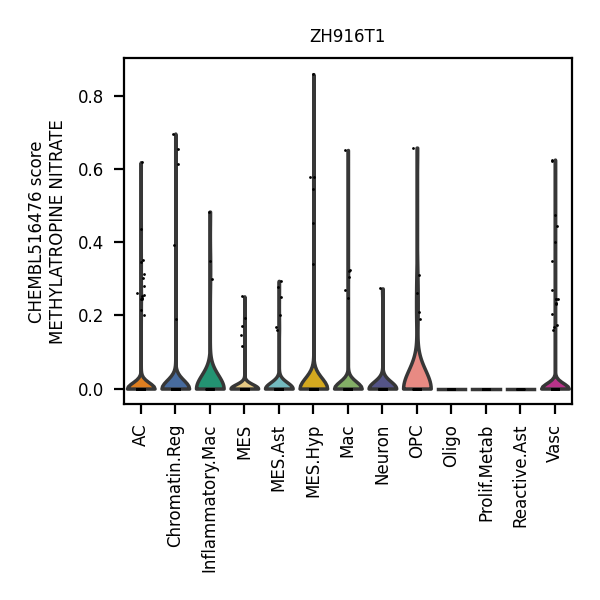 ZH916T1
CHEMBL516476 score
METHYLATROPINE NITRATE
0.8
0.6
0.4
0.2
0.0
AC
Chromatin.Reg
Inflammatory.Mac
MES
MES.Ast
MES.Hyp
Mac
Neuron
OPC
Oligo
Prolif.Metab
Reactive.Ast
Vasc